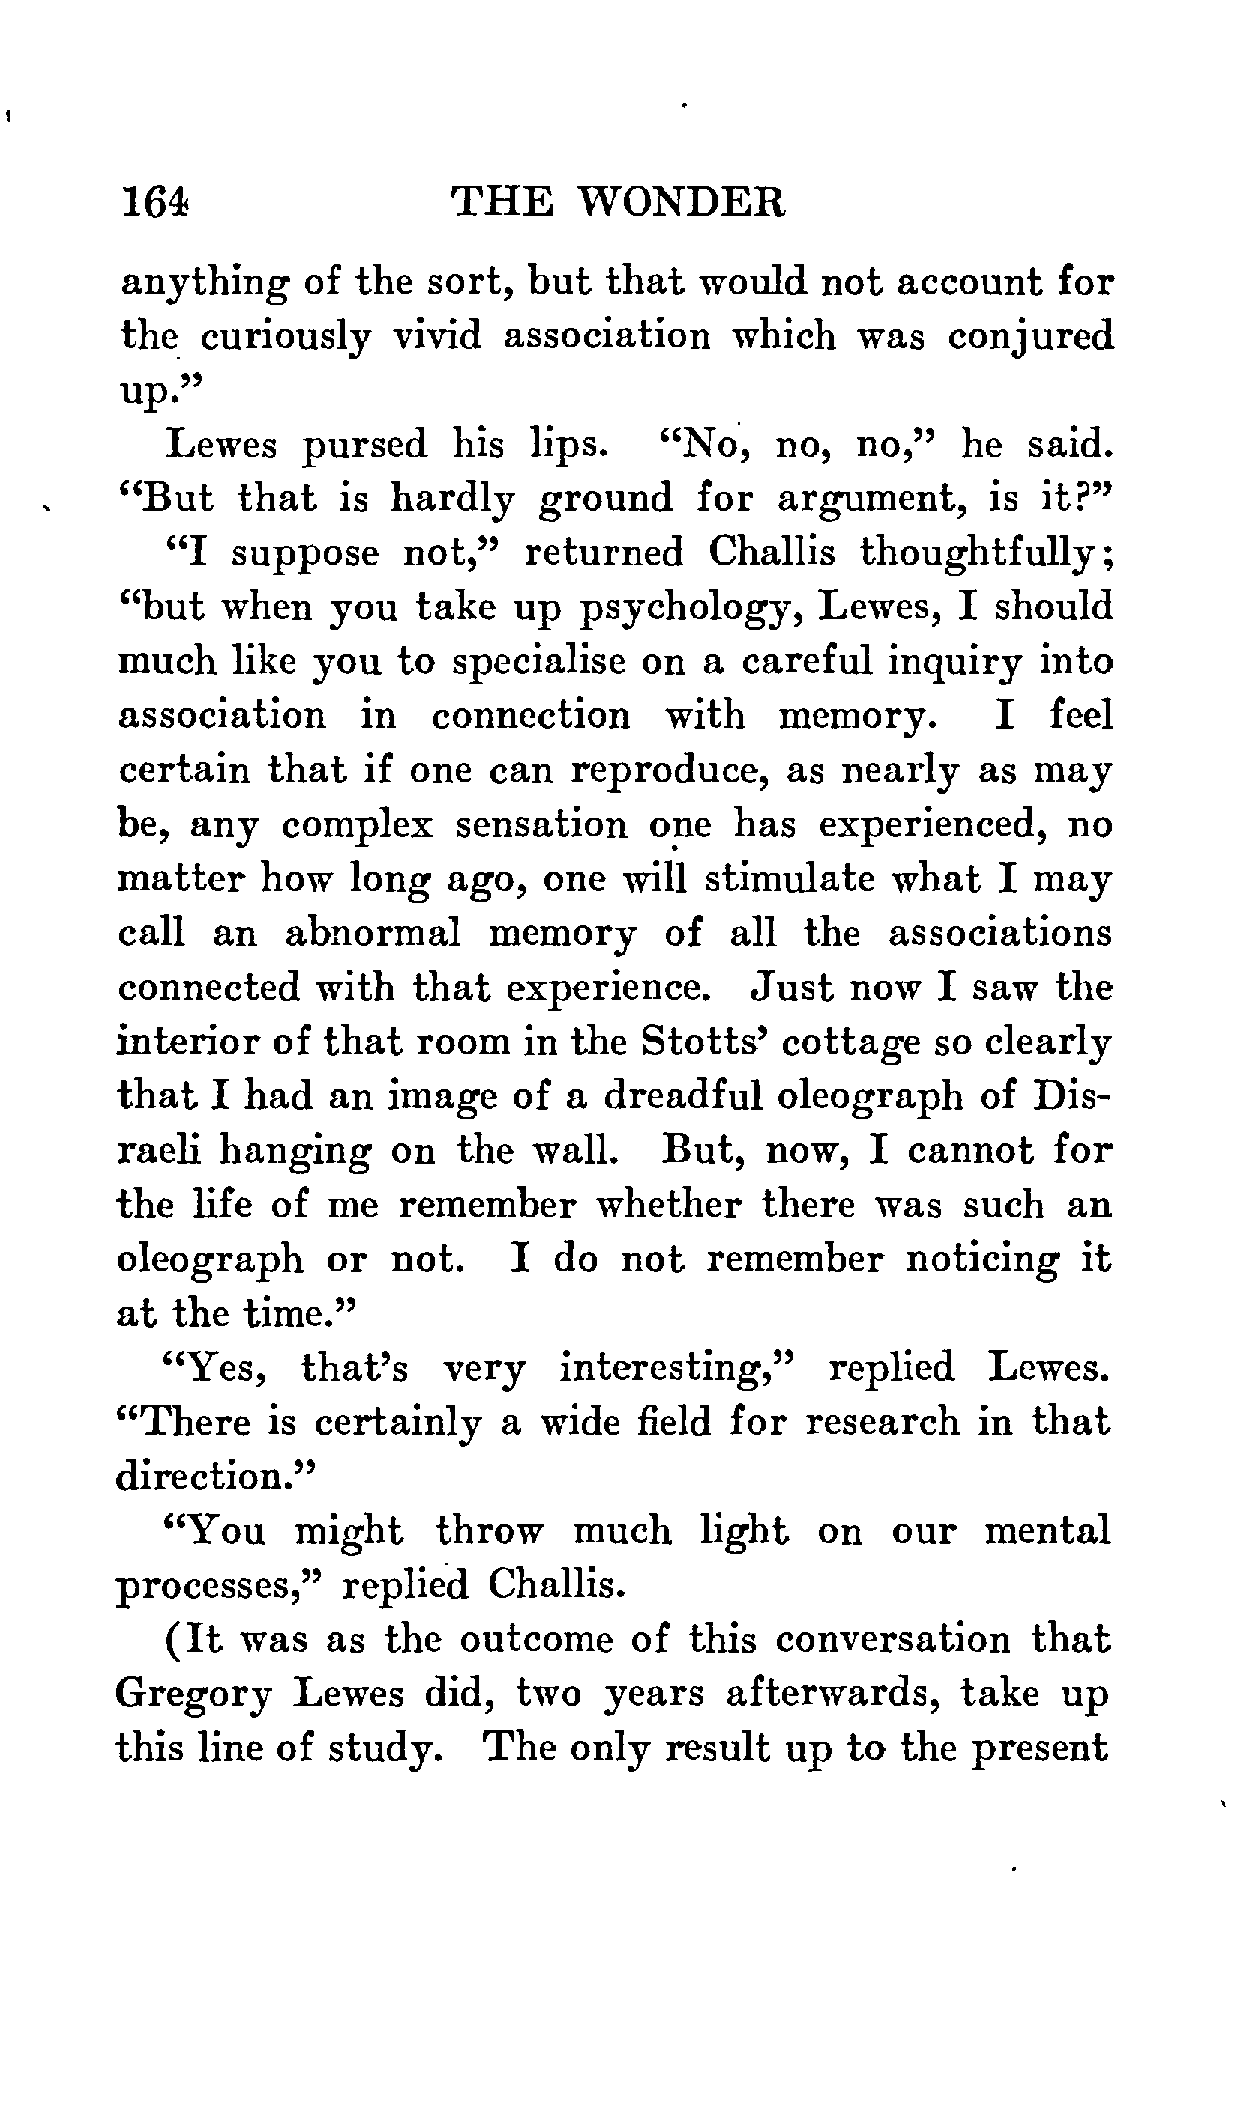 164 THE WONDER
anything of the sort, but that would not account for
the curiously vivid association which was conjured
up."
Lewes pursed his lips. "No, no, no," he said.
"But that is hardly ground for argument, is it?"
"I suppose not," returned Challis thoughtfully;
"but when you take up psychology, Lewes, I should
much like you to specialise on a careful inquiry into
association in connection with memory. I feel
certain that if one can reproduce, as nearly as may
be, any complex sensation one has experienced, no
matter how long ago, one will stimulate what I may
call an abnormal memory of all the associations
connected with that experience. Just now I saw the
interior of that room in the Stotts' cottage so clearly
that I had an image of a dreadful oleograph of Dis-
raeli hanging on the wall. But, now, I cannot for
the life of me remember whether there was such an
oleograph or not. I do not remember noticing it
at the time."
"Yes, that's very interesting," replied Lewes.
"There is certainly a wide field for research in that
direction."
"You might throw much light on our mental
processes," replied Challis.
(It was as the outcome of this conversation that
Gregory Lewes did, two years afterwards, take up
this line of study. The only result up to the present